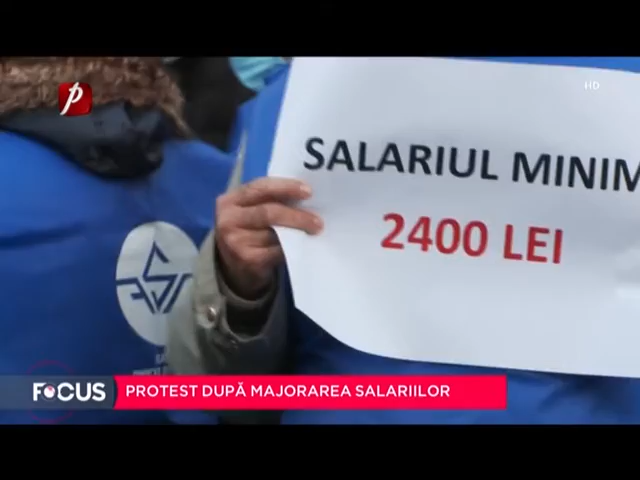 p
HD
SALARIUL MINIM
2400 LEI
FOCUS
PROTEST DUPĂ MAJORAREA SALARIILOR